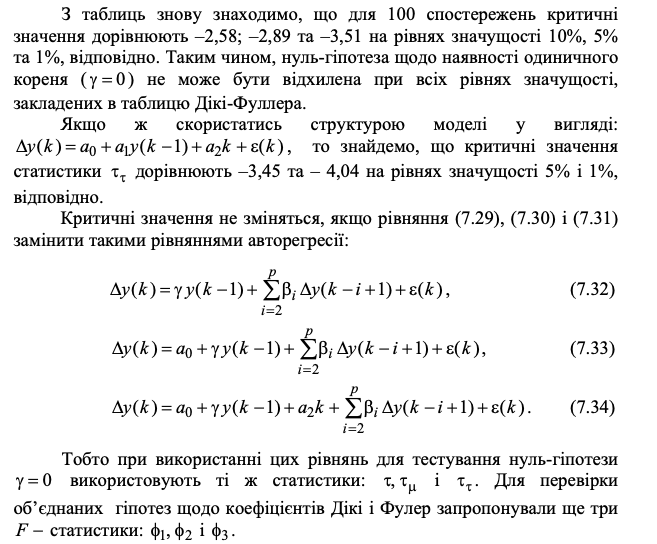 З таблиць знову знаходимо, що для 100 спостережень критичні
значення дорівнюють –2,58; –2,89 та –3,51 на рівнях значущості 10%, 5%
та 1%, відповідно. Таким чином, нуль-гіпотеза щодо наявності одиничного
кореня (γ = 0) не може бути відхилена при всіх рівнях значущості,
закладених в таблицю Дікі-Фуллера.
Якщо ж скористатись структурою моделі у вигляді:
Δy(k) = a₀ + a₁y(k −1) + a₂k + ε(k), то знайдемо, що критичні значення
статистики τ_τ дорівнюють –3,45 та – 4,04 на рівнях значущості 5% і 1%,
відповідно.
Критичні значення не зміняться, якщо рівняння (7.29), (7.30) і (7.31)
замінити такими рівняннями авторегресії:
Δy(k) = γ y(k −1) + ∑_{i=2}^{p} β_i Δy(k − i +1) + ε(k), (7.32)
Δy(k) = a₀ + γ y(k −1) + ∑_{i=2}^{p} β_i Δy(k − i +1) + ε(k), (7.33)
Δy(k) = a₀ + γ y(k −1) + a₂k + ∑_{i=2}^{p} β_i Δy(k − i +1) + ε(k). (7.34)
Тобто при використанні цих рівнянь для тестування нуль-гіпотези
γ = 0 використовують ті ж статистики: τ, τ_μ і τ_τ. Для перевірки
об’єднаних гіпотез щодо коефіцієнтів Дікі і Фулер запропонували ще три
F – статистики: ϕ₁, ϕ₂ і ϕ₃.